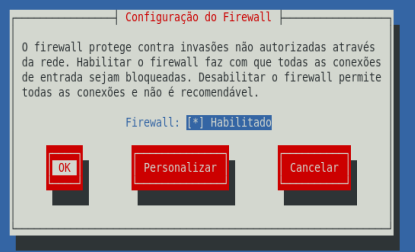 Configuração do Firewall
O firewall protege contra invasões não autorizadas através
da rede. Habilitar o firewall faz com que todas as conexões
de entrada sejam bloqueadas. Desabilitar o firewall permite
todas as conexões e não é recomendável.
Firewall: [*] Habilitado
OK Personalizar Cancelar